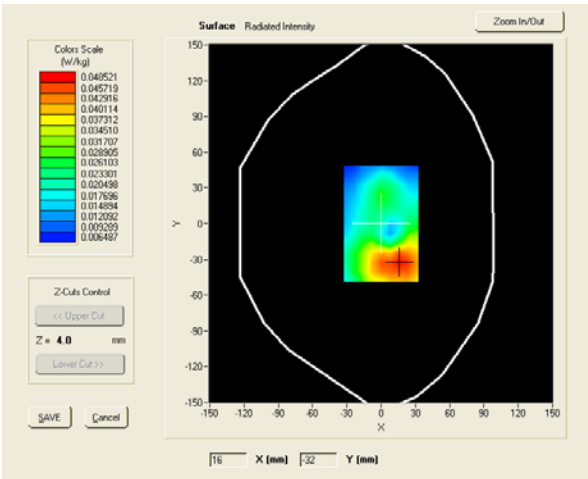 Surface Radiated Intensity
Zoom In/Out
Colors Scale
(W/kg)
0.048521
0.045719
0.042916
0.040114
0.037312
0.034510
0.031707
0.028905
0.026103
0.023301
0.020498
0.017696
0.014894
0.012092
0.009289
0.006487
Z-Cuts Control
<< Upper Cut
Z = 4.0 mm
Lower Cut >>
SAVE Cancel
150
120
90
60
30
0
-30
-60
-90
-120
-150
Y
-150 -120 -90 -60 -30 0 30 60 90 120 150
X
16 X (mm) -32 Y (mm)